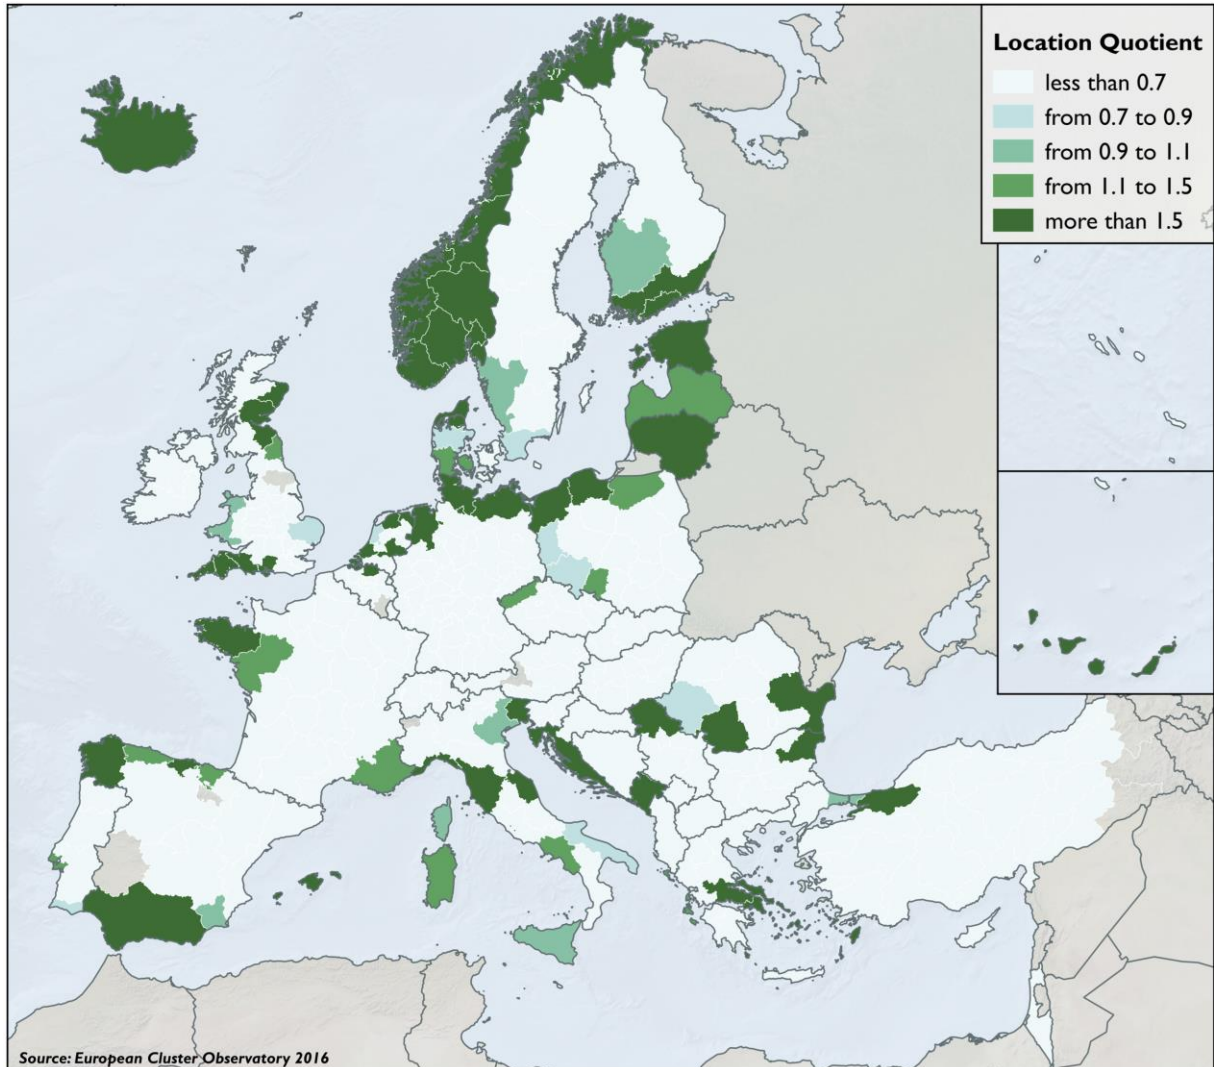 Location Quotient
less than 0.7
from 0.7 to 0.9
from 0.9 to 1.1
from 1.1 to 1.5
more than 1.5
Source: European Cluster Observatory 2016